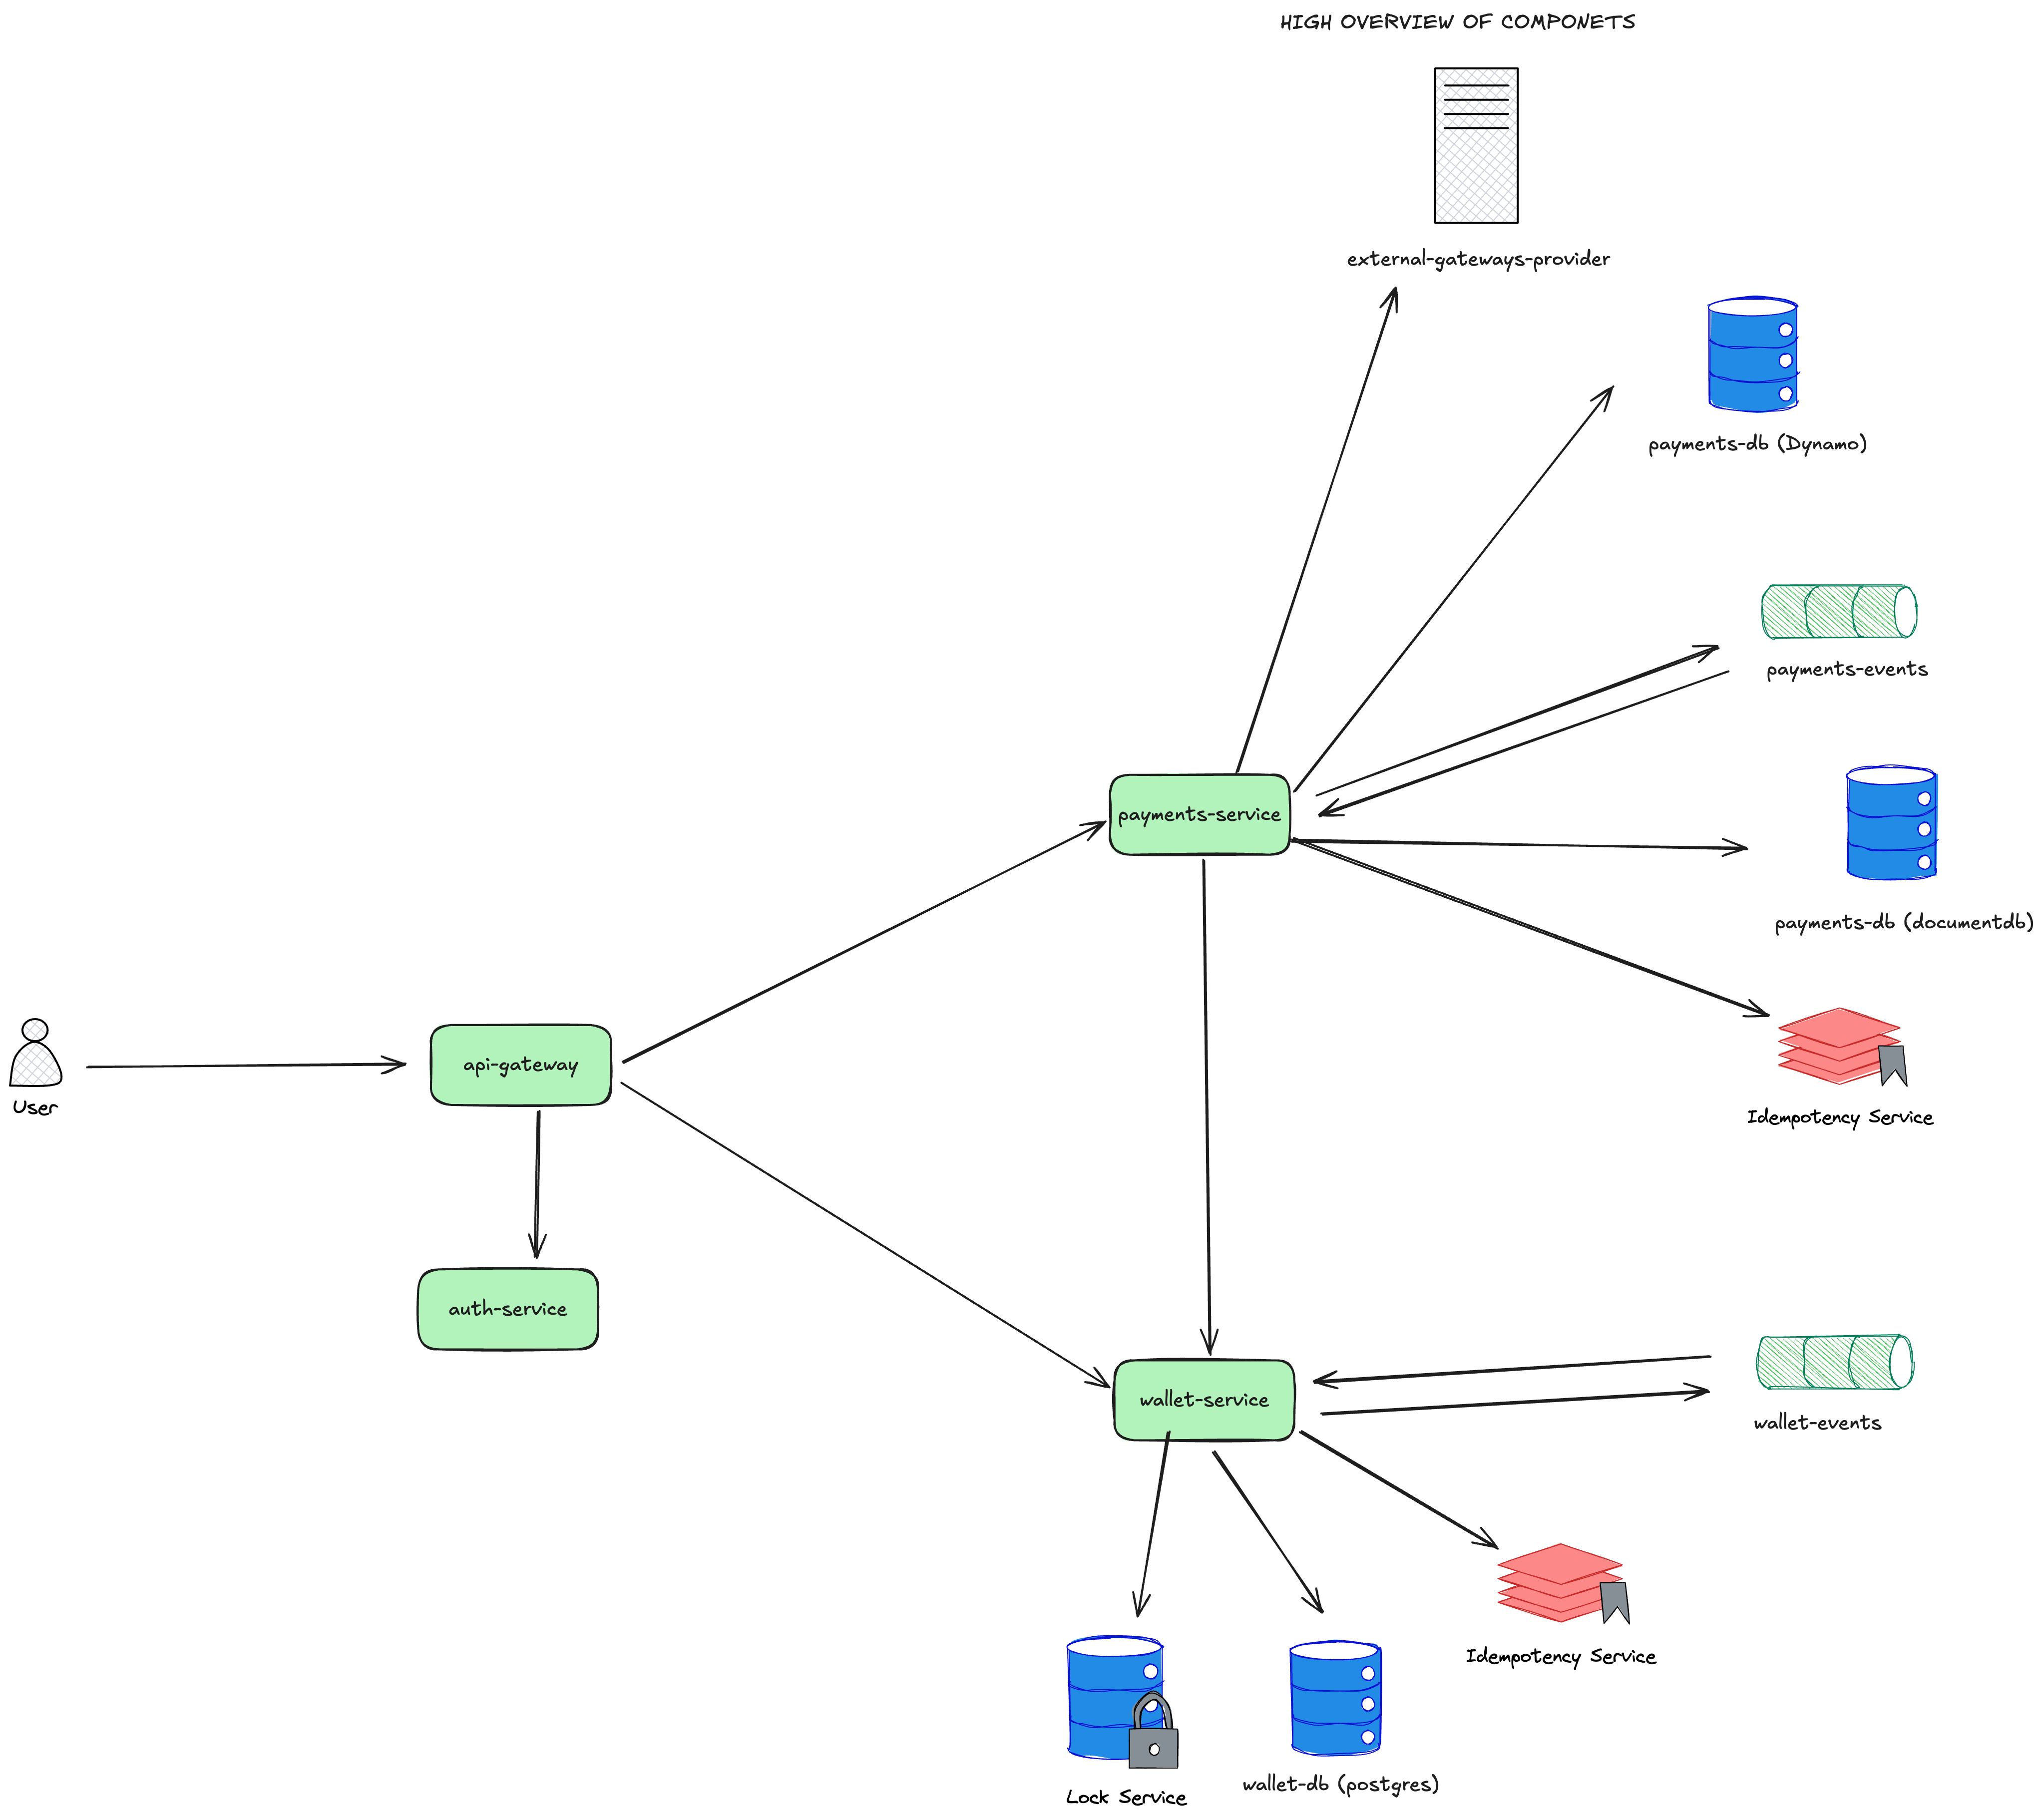 HIGH OVERVIEW OF COMPONETS
external-gateways-provider
payments-db (Dynamo)
payments-events
payments-service
payments-db (documentdb)
api-gateway
User
Idempotency Service
auth-service
wallet-service
wallet-events
Idempotency Service
wallet-db (postgres)
Lock Service